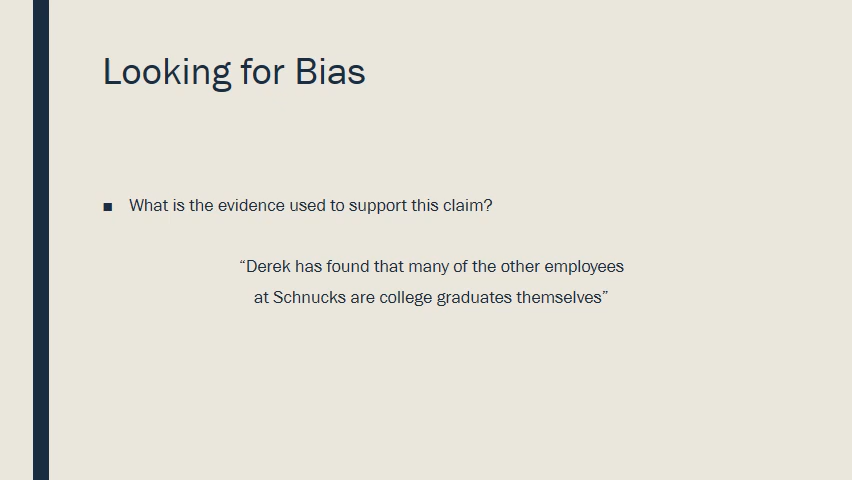 Looking for Bias
■ What is the evidence used to support this claim?
“Derek has found that many of the other employees
at Schnucks are college graduates themselves”